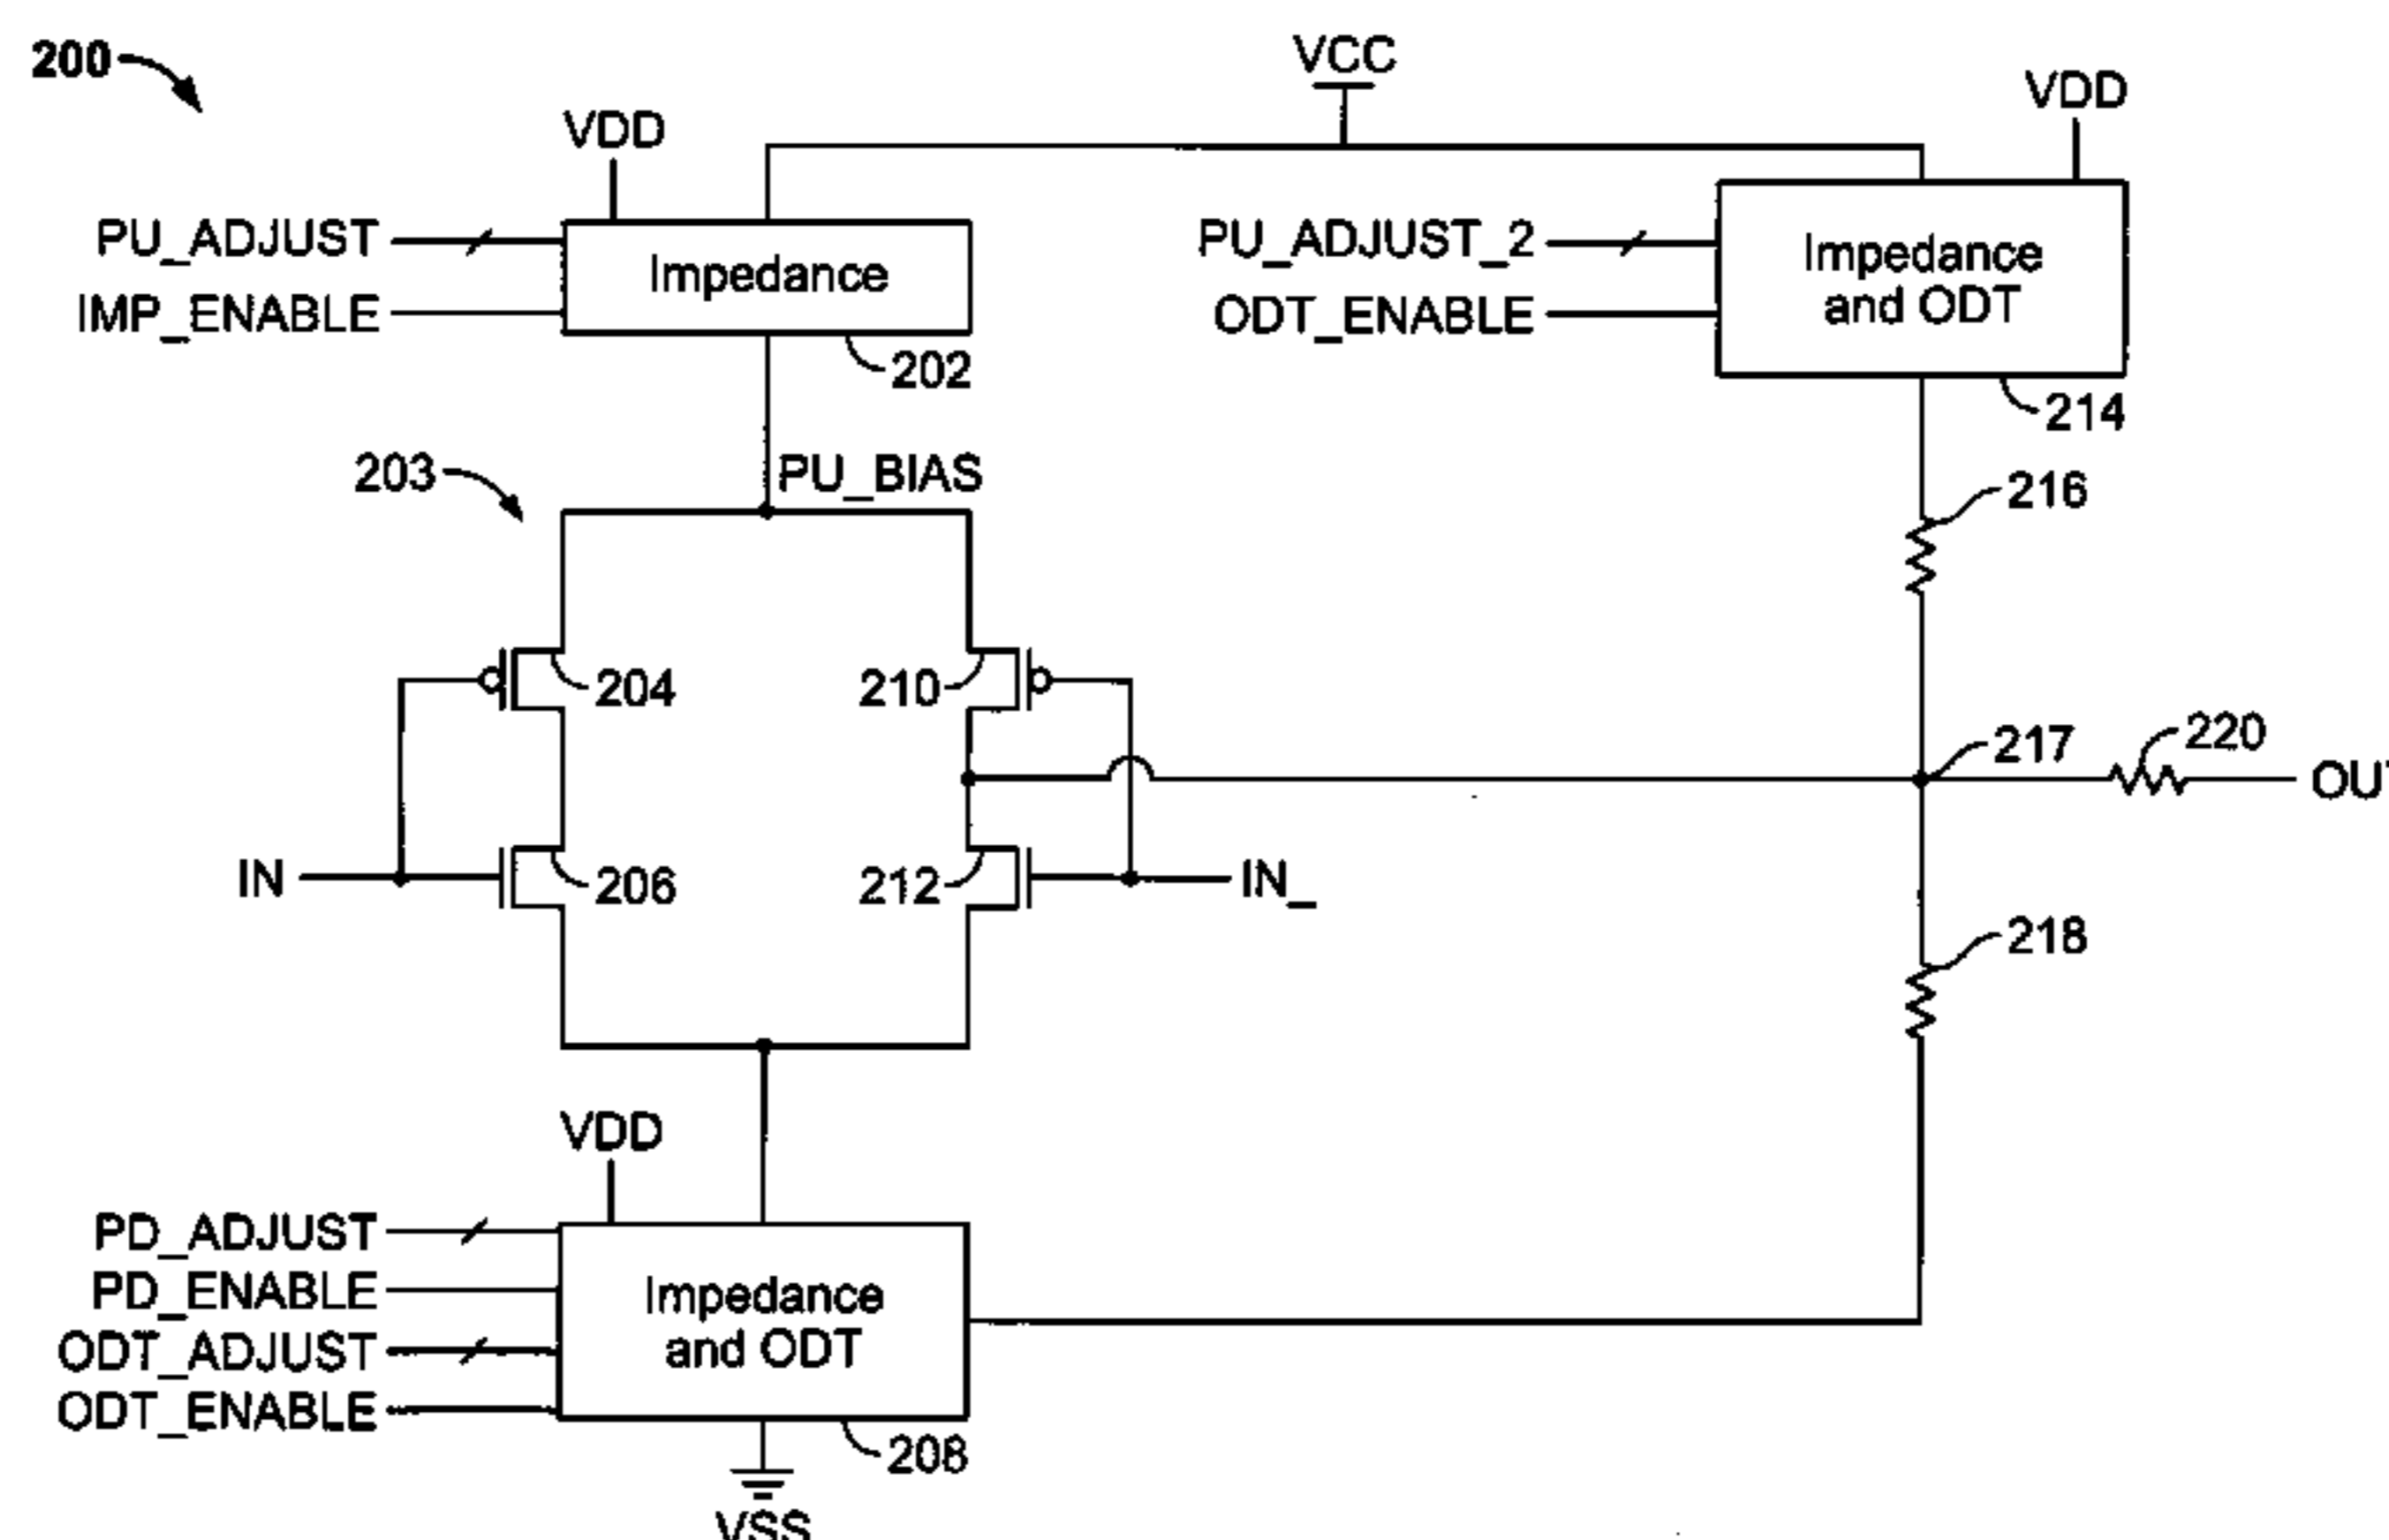 200
VCC
VDD
VDD
PU_ADJUST
IMP_ENABLE
Impedance
202
PU_ADJUST_2
ODT_ENABLE
Impedance
and ODT
214
203
PU_BIAS
216
204
210
217
220
OU
IN
206
212
IN_
218
VDD
PD_ADJUST
PD_ENABLE
ODT_ADJUST
ODT_ENABLE
Impedance
and ODT
208
VSS